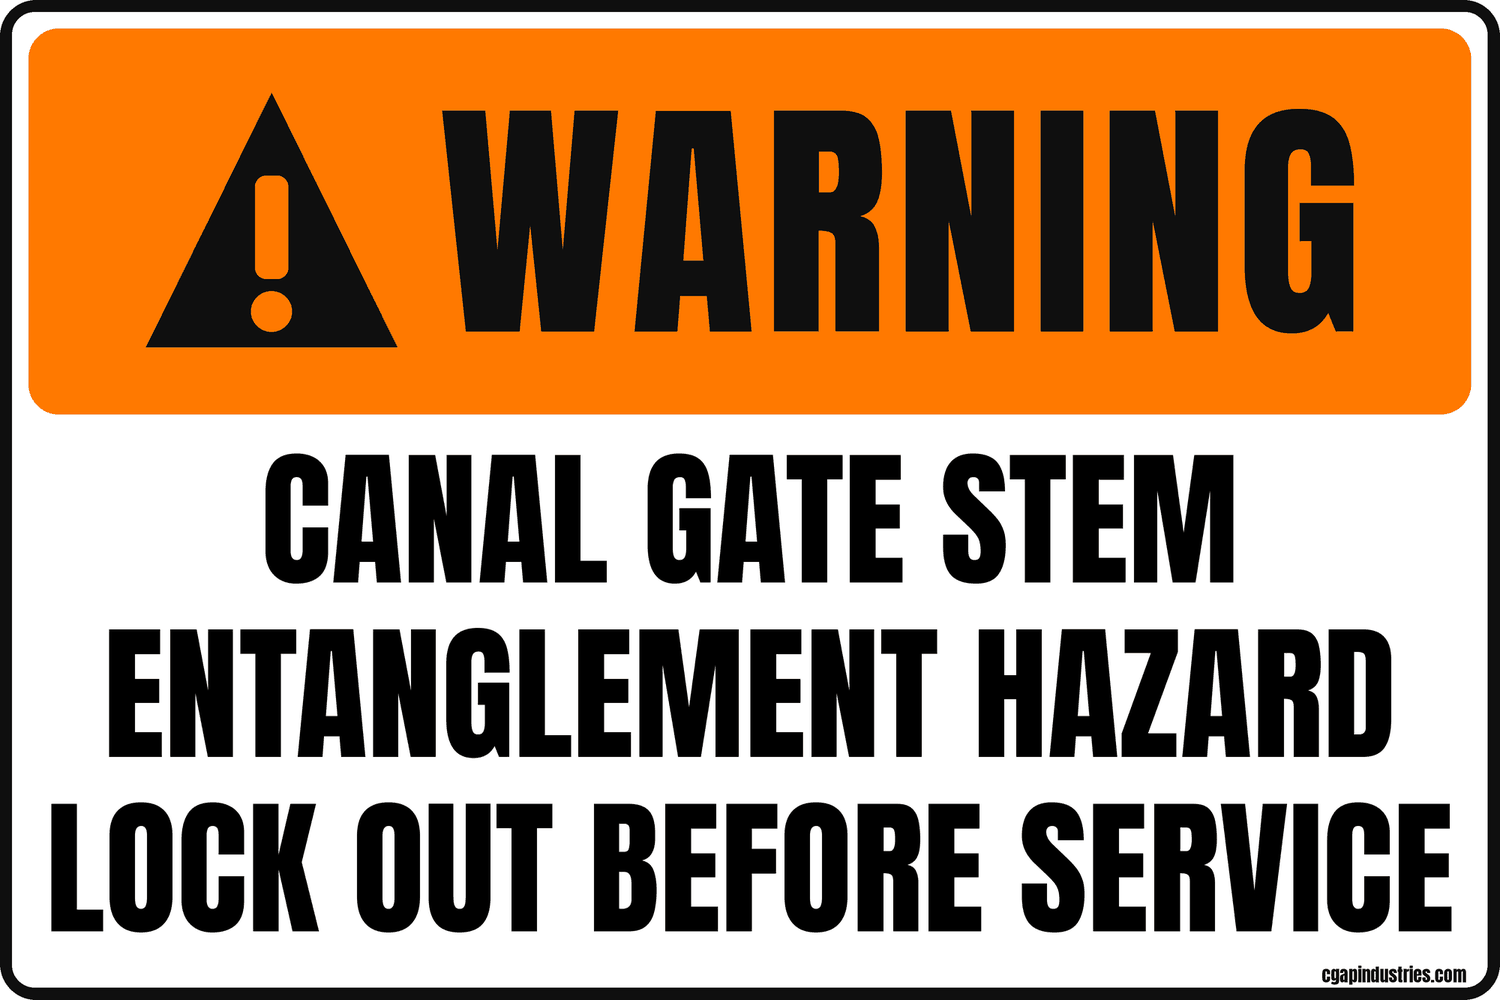 WARNING
CANAL GATE STEM
ENTANGLEMENT HAZARD
LOCK OUT BEFORE SERVICE
cgapindustries.com